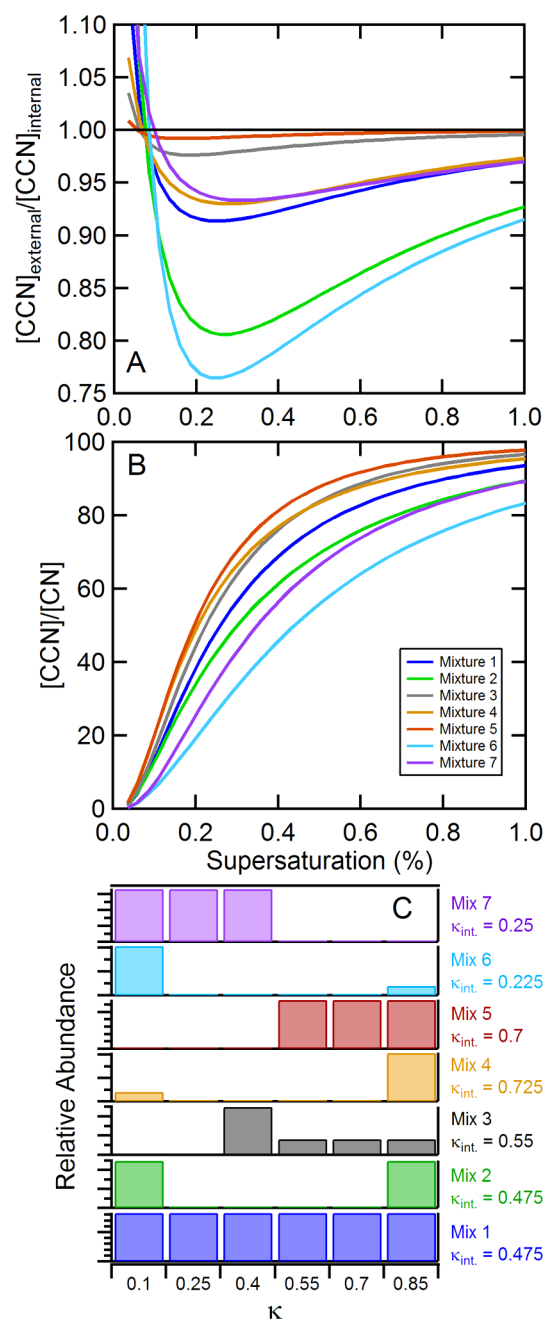 1.10
1.05
1.00
0.95
0.90
0.85
0.80
0.75
[CCN]external/[CCN]internal
A
0.0 0.2 0.4 0.6 0.8 1.0
100
80
60
40
20
0
[CCN]/[CN]
B
Mixture 1
Mixture 2
Mixture 3
Mixture 4
Mixture 5
Mixture 6
Mixture 7
0.0 0.2 0.4 0.6 0.8 1.0
Supersaturation (%)
C
Relative Abundance
Mix 7
κint. = 0.25
Mix 6
κint. = 0.225
Mix 5
κint. = 0.7
Mix 4
κint. = 0.725
Mix 3
κint. = 0.55
Mix 2
κint. = 0.475
Mix 1
κint. = 0.475
0.1 0.25 0.4 0.55 0.7 0.85
κ